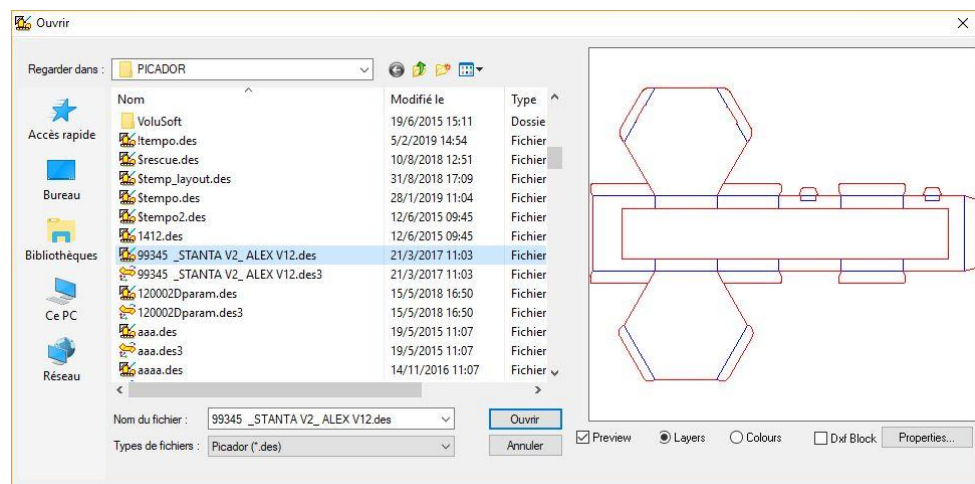 Ouvrir
Regarder dans : PICADOR
Nom Modifié le Type
VoluSoft 19/6/2015 15:11 Dossie
!tempo.des 5/2/2019 14:54 Fichier
$rescue.des 10/8/2018 12:51 Fichier
$temp_layout.des 31/8/2018 17:09 Fichier
$tempo.des 28/1/2019 11:04 Fichier
$tempo2.des 12/6/2015 09:45 Fichier
1412.des 12/6/2015 09:45 Fichier
99345 _STANTA V2_ ALEX V12.des 21/3/2017 11:03 Fichier
99345 _STANTA V2_ ALEX V12.des3 21/3/2017 11:03 Fichier
120002Dparam.des 15/5/2018 16:50 Fichier
120002Dparam.des3 15/5/2018 16:50 Fichier
aaa.des 19/5/2015 11:07 Fichier
aaa.des3 19/5/2015 11:07 Fichier
aaaa.des 14/11/2016 11:07 Fichier
Accès rapide
Bureau
Bibliothèques
Ce PC
Réseau
Nom du fichier : 99345 _STANTA V2_ ALEX V12.des Ouvrir
Types de fichiers : Picador (*.des) Annuler
Preview Layers Colours Dxf Block Properties...